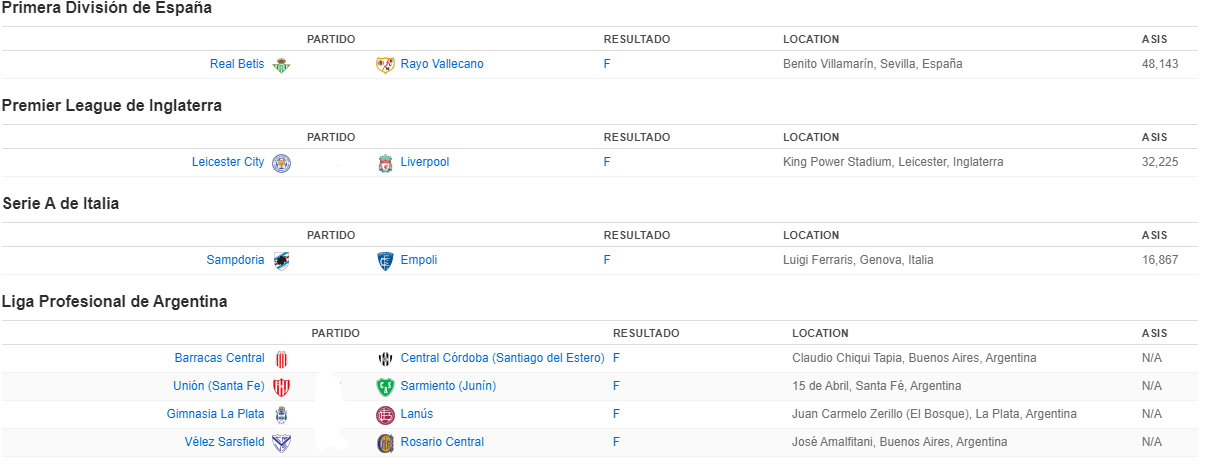 Primera División de España
PARTIDO RESULTADO LOCATION ASIS
Real Betis Rayo Vallecano F Benito Villamarín, Sevilla, España 48,143
Premier League de Inglaterra
PARTIDO RESULTADO LOCATION ASIS
Leicester City Liverpool F King Power Stadium, Leicester, Inglaterra 32,225
Serie A de Italia
PARTIDO RESULTADO LOCATION ASIS
Sampdoria Empoli F Luigi Ferraris, Genova, Italia 16,867
Liga Profesional de Argentina
PARTIDO RESULTADO LOCATION ASIS
Barracas Central Central Córdoba (Santiago del Estero) F Claudio Chiqui Tapia, Buenos Aires, Argentina N/A
Unión (Santa Fe) Sarmiento (Junín) F 15 de Abril, Santa Fé, Argentina N/A
Gimnasia La Plata Lanús F Juan Carmelo Zerillo (El Bosque), La Plata, Argentina N/A
Vélez Sarsfield Rosario Central F José Amalfitani, Buenos Aires, Argentina N/A